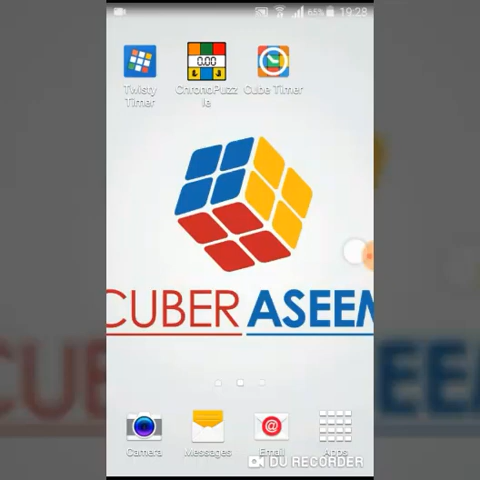 65% 19:28
0.00
Twisty
Timer
ChronoPuzz
le
Cube Timer
CUBER ASEEM
Camera
Messages
Email
Apps
DU RECORDER